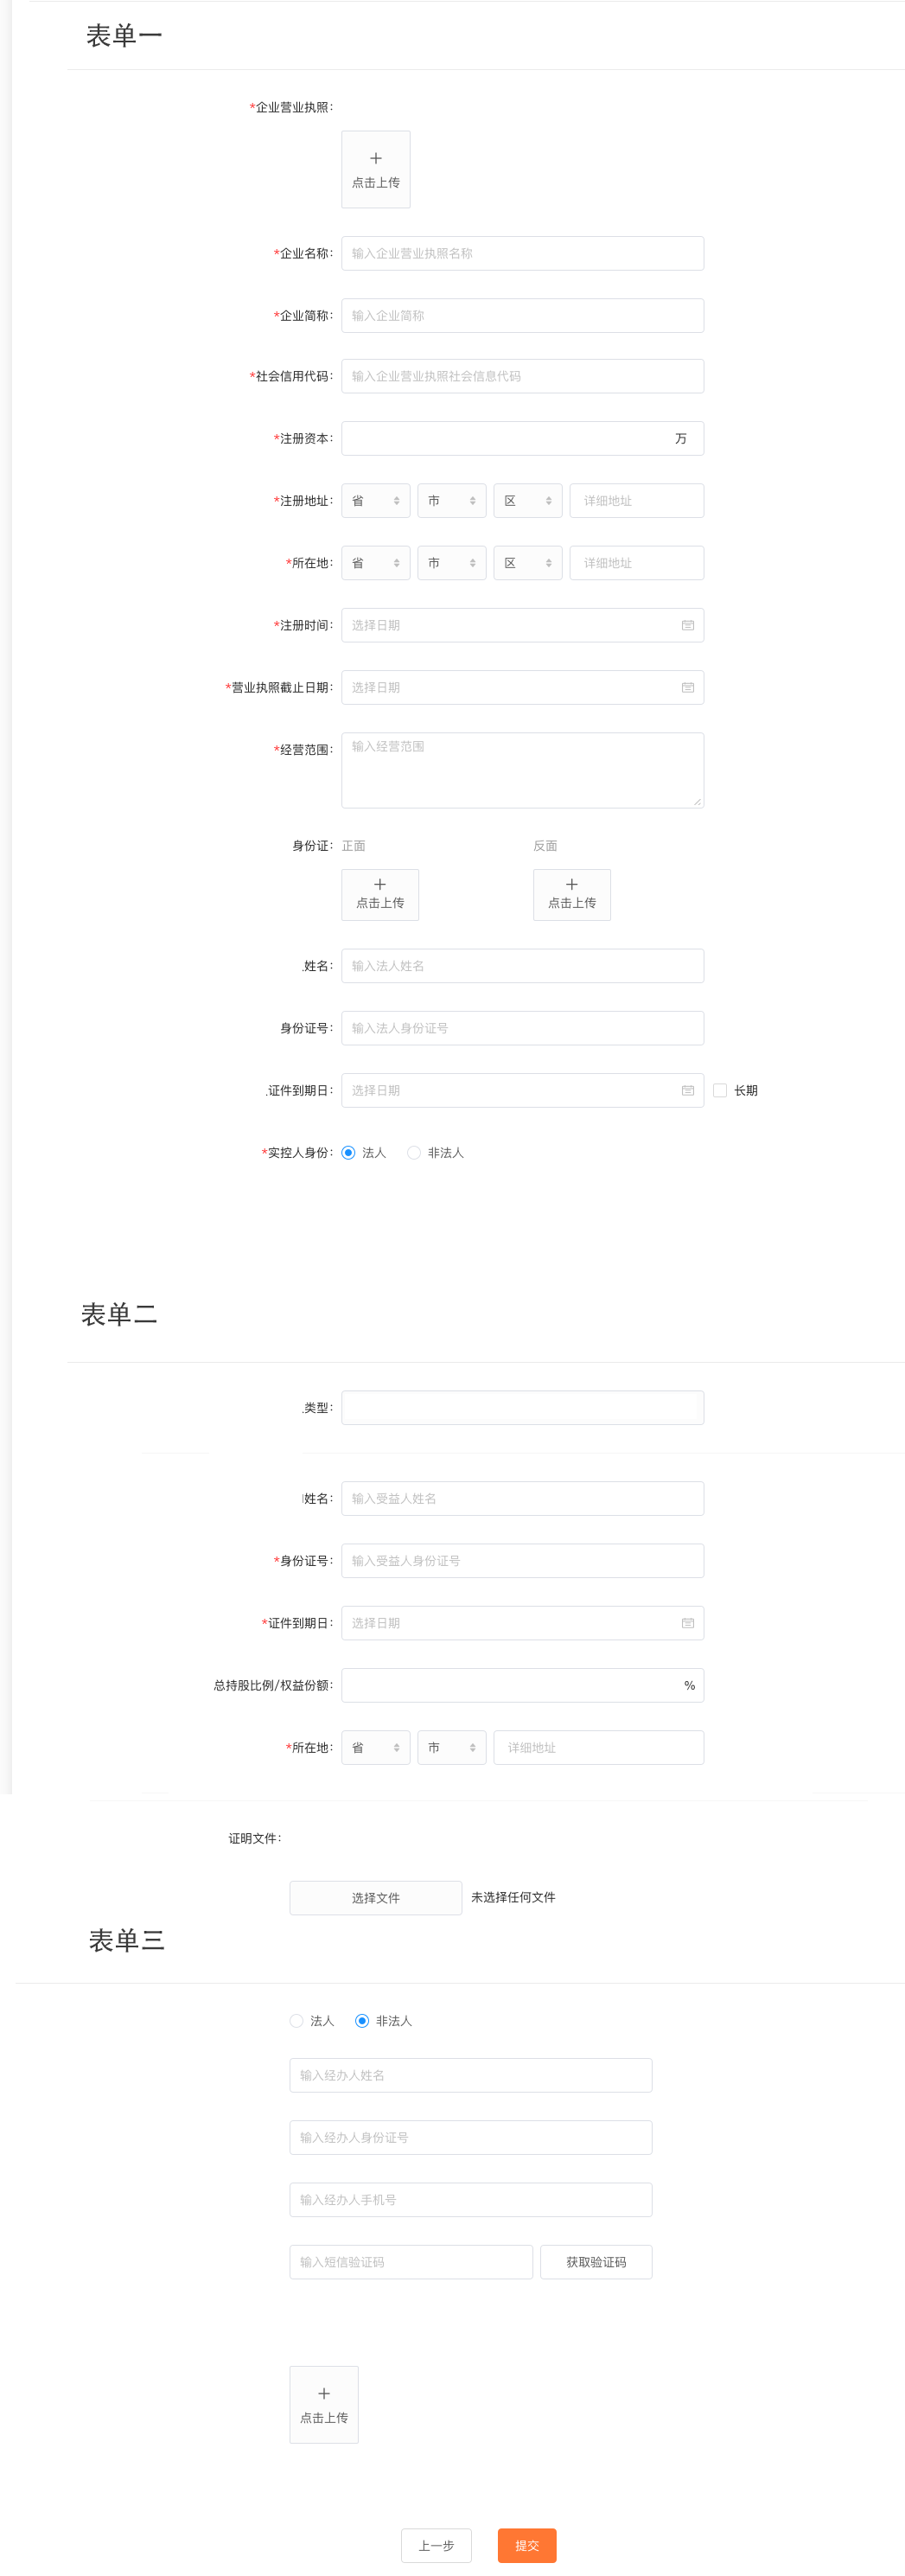 表单一
*企业营业执照：
点击上传
*企业名称： 输入企业营业执照名称
*企业简称： 输入企业简称
*社会信用代码： 输入企业营业执照社会信息代码
*注册资本： 万
*注册地址： 省 市 区 详细地址
*所在地： 省 市 区 详细地址
*注册时间： 选择日期
*营业执照截止日期： 选择日期
*经营范围： 输入经营范围
身份证： 正面 反面
点击上传 点击上传
姓名： 输入法人姓名
身份证号： 输入法人身份证号
证件到期日： 选择日期 长期
*实控人身份： 法人 非法人
表单二
类型：
姓名： 输入受益人姓名
*身份证号： 输入受益人身份证号
*证件到期日： 选择日期
总持股比例/权益份额： %
*所在地： 省 市 详细地址
证明文件：
选择文件 未选择任何文件
表单三
法人 非法人
输入经办人姓名
输入经办人身份证号
输入经办人手机号
输入短信验证码 获取验证码
点击上传
上一步 提交